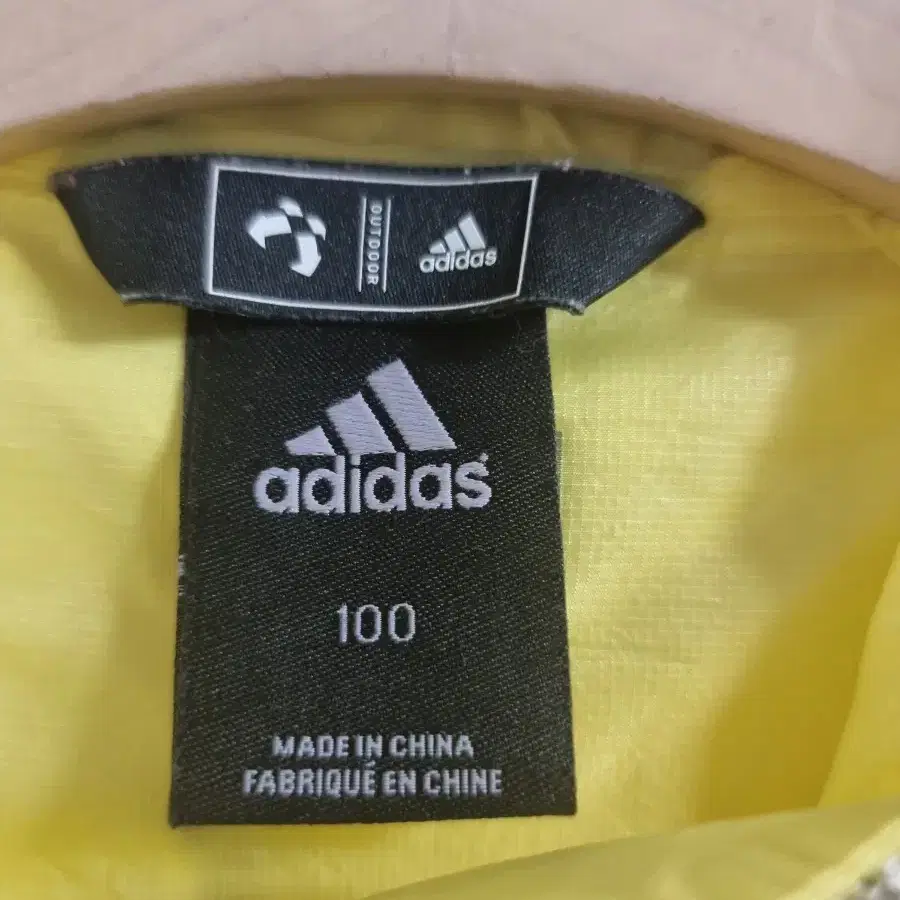 OUTDOOR
adidas
adidas
100
MADE IN CHINA
FABRIQUÉ EN CHINE